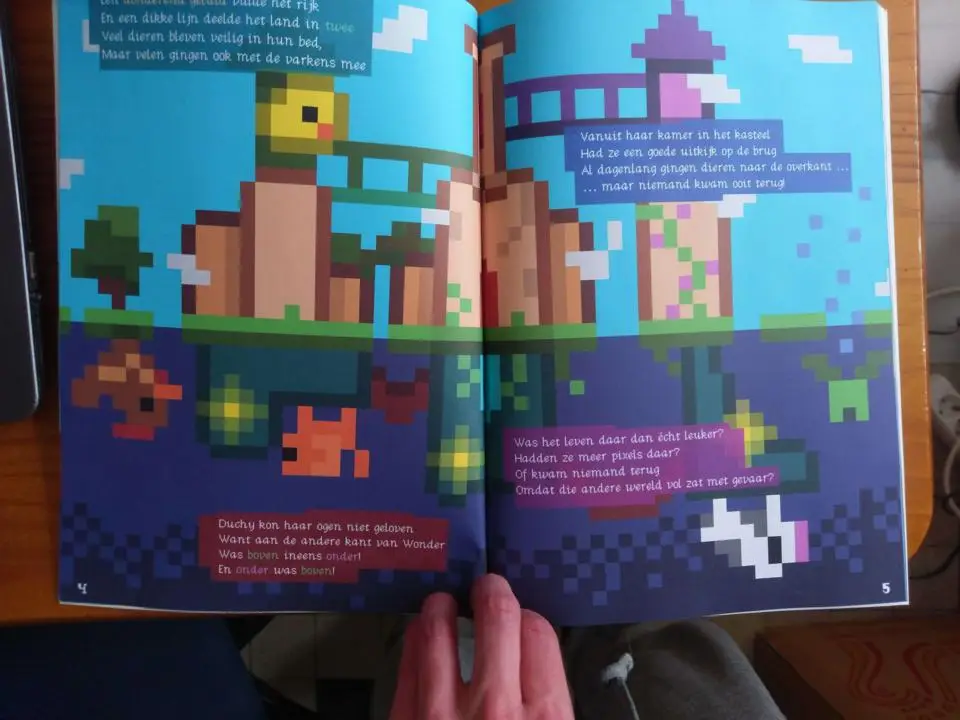 Een donderend geluid vulde het rijk
En een dikke lijn deelde het land in twee
Veel dieren bleven veilig in hun bed,
Maar velen gingen ook met de varkens mee
Vanuit haar kamer in het kasteel
Had ze een goede uitkijk op de brug
Al dagenlang gingen dieren naar de overkant ...
... maar niemand kwam ooit terug!
Was het leven daar dan écht leuker?
Hadden ze meer pixels daar?
Of kwam niemand terug
Omdat die andere wereld vol zat met gevaar?
Duchy kon haar ogen niet geloven
Want aan de andere kant van Wonder
Was boven ineens onder!
En onder was boven!
4
5